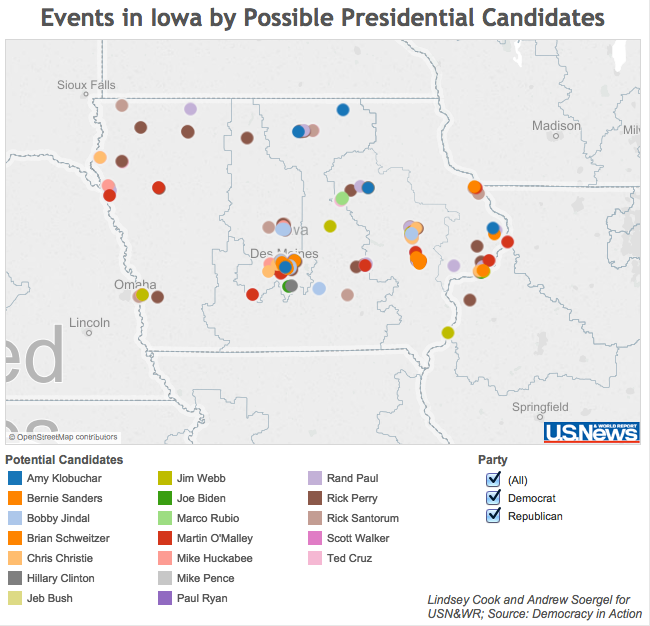 Events in Iowa by Possible Presidential Candidates
Sioux Falls
Madison
Mil
Iowa
Des Moines
Omaha
Lincoln
ed
es
Springfield
© OpenStreetMap contributors
USNews
& WORLD REPORT
Potential Candidates
Amy Klobuchar
Bernie Sanders
Bobby Jindal
Brian Schweitzer
Chris Christie
Hillary Clinton
Jeb Bush
Jim Webb
Joe Biden
Marco Rubio
Martin O'Malley
Mike Huckabee
Mike Pence
Paul Ryan
Rand Paul
Rick Perry
Rick Santorum
Scott Walker
Ted Cruz
Party
(All)
Democrat
Republican
Lindsey Cook and Andrew Soergel for
USN&WR; Source: Democracy in Action